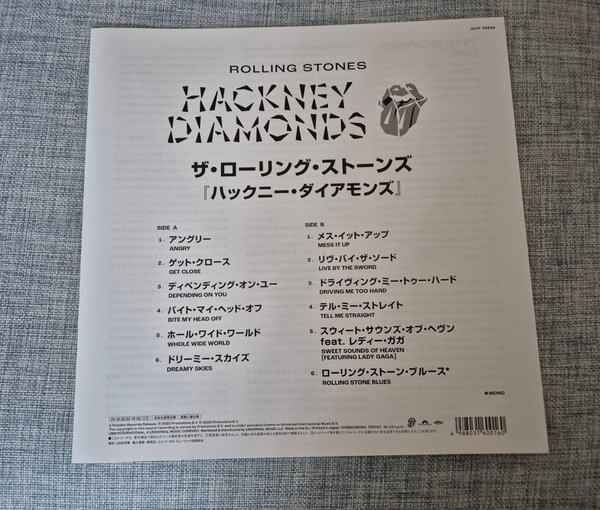 UIJY 75239
ROLLING STONES
HACKNEY
DIAMONDS
ザ・ローリング・ストーンズ
『ハックニー・ダイアモンズ』
SIDE A
1. アングリー
ANGRY
2. ゲット・クロース
GET CLOSE
3. ディペンディング・オン・ユー
DEPENDING ON YOU
4. バイト・マイ・ヘッド・オフ
BITE MY HEAD OFF
5. ホール・ワイド・ワールド
WHOLE WIDE WORLD
6. ドリーミー・スカイズ
DREAMY SKIES
SIDE B
1. メス・イット・アップ
MESS IT UP
2. リヴ・バイ・ザ・ソード
LIVE BY THE SWORD
3. ドライヴィング・ミー・トゥー・ハード
DRIVING ME TOO HARD
4. テル・ミー・ストレイト
TELL ME STRAIGHT
5. スウィート・サウンズ・オブ・ヘヴン
feat. レディー・ガガ
SWEET SOUNDS OF HEAVEN
[FEATURING LADY GAGA]
6. ローリング・ストーン・ブルース*
ROLLING STONE BLUES
*MONO
A Polydor Records Release.
4 988031 600160